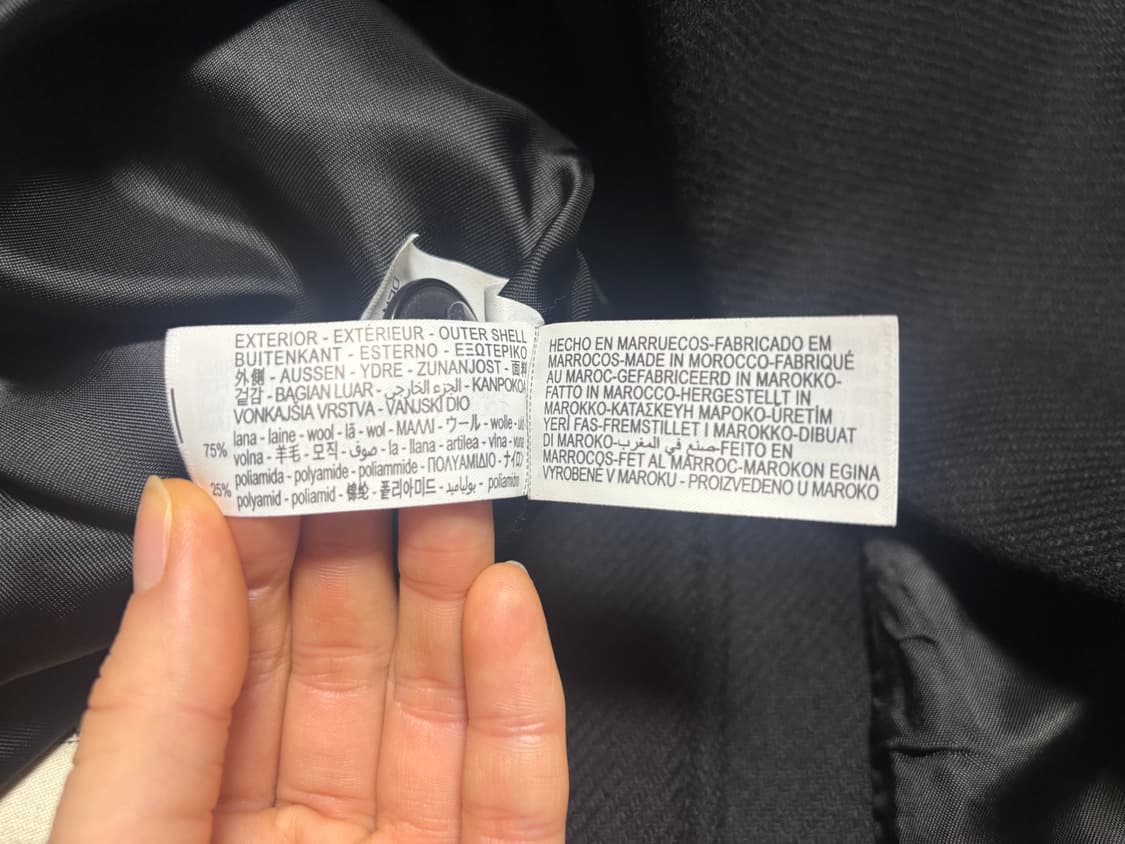 EXTERIOR - EXTÉRIEUR - OUTER SHELL
BUITENKANT - ESTERNO - ΕΞΩΤΕΡΙΚΟ
外側 - AUSSEN - YDRE - ZUNANJOST - 面料
겉감 - BAGIAN LUAR - الجزء الخارجي - KANPOKOA
VONKAJŠIA VRSTVA - VANJSKI DIO
75% lana - laine - wool - lã - wol - ΜΑΛΛΙ - ウール - wolle - uld
volna - 羊毛 - 모직 - صوف - la - llana - artilea - vlna - vuna
25% poliamida - polyamide - poliammide - ΠΟΛΥΑΜΙΔΙΟ - ナイロン
polyamid - poliamid - 锦纶 - 폴리아미드 - بولياميد - poliamida
HECHO EN MARRUECOS-FABRICADO EM
MARROCOS-MADE IN MOROCCO-FABRIQUÉ
AU MAROC-GEFABRICEERD IN MAROKKO-
FATTO IN MAROCCO-HERGESTELLT IN
MAROKKO-ΚΑΤΑΣΚΕΥΗ ΜΑΡΟΚΟ-ÜRETİM
YERİ FAS-FREMSTILLET I MAROKKO-DIBUAT
DI MAROKO-صنع في المغرب-FEITO EN
MARROCOS-FET AL MARROC-MAROKON EGINA
VYROBENÉ V MAROKU - PROIZVEDENO U MAROKO